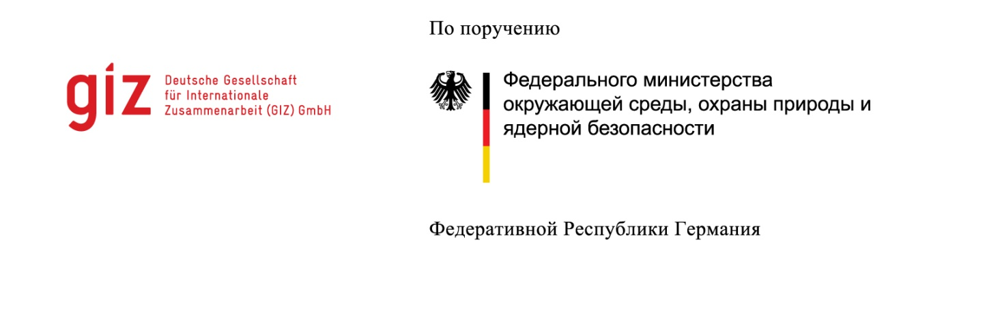 По поручению
giz
Deutsche Gesellschaft
für Internationale
Zusammenarbeit (GIZ) GmbH
Федерального министерства
окружающей среды, охраны природы и
ядерной безопасности
Федеративной Республики Германия